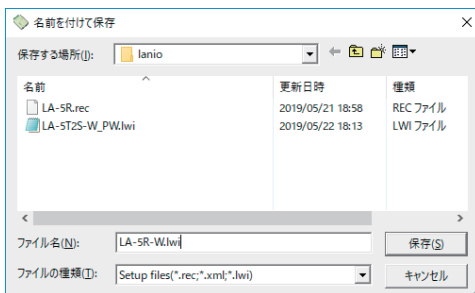 名前を付けて保存
保存する場所(I): lanio
名前 更新日時 種類
LA-5R.rec 2019/05/21 18:58 REC ファイル
LA-5T2S-W_PW.lwi 2019/05/22 18:13 LWI ファイル
ファイル名(N): LA-5R-W.lwi 保存(S)
ファイルの種類(T): Setup files(*.rec;*.xml;*.lwi) キャンセル